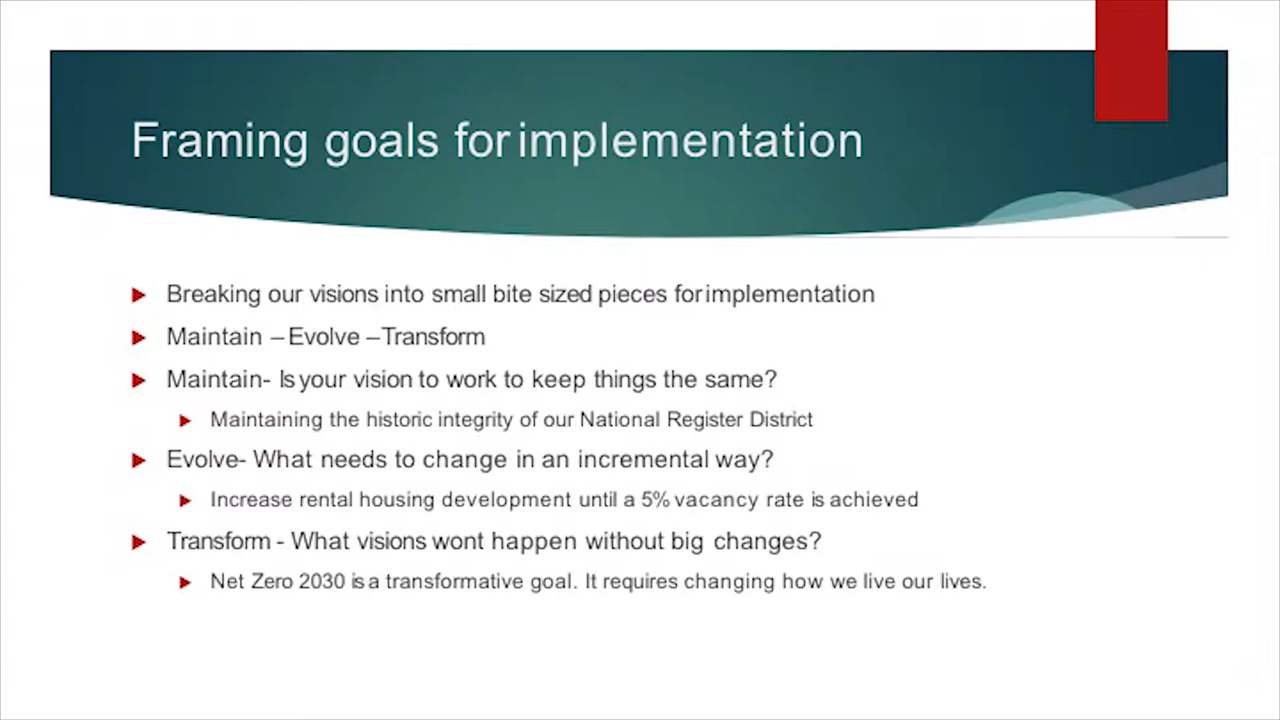 Framing goals for implementation
Breaking our visions into small bite sized pieces for implementation
Maintain – Evolve – Transform
Maintain- Is your vision to work to keep things the same?
Maintaining the historic integrity of our National Register District
Evolve- What needs to change in an incremental way?
Increase rental housing development until a 5% vacancy rate is achieved
Transform - What visions wont happen without big changes?
Net Zero 2030 is a transformative goal. It requires changing how we live our lives.